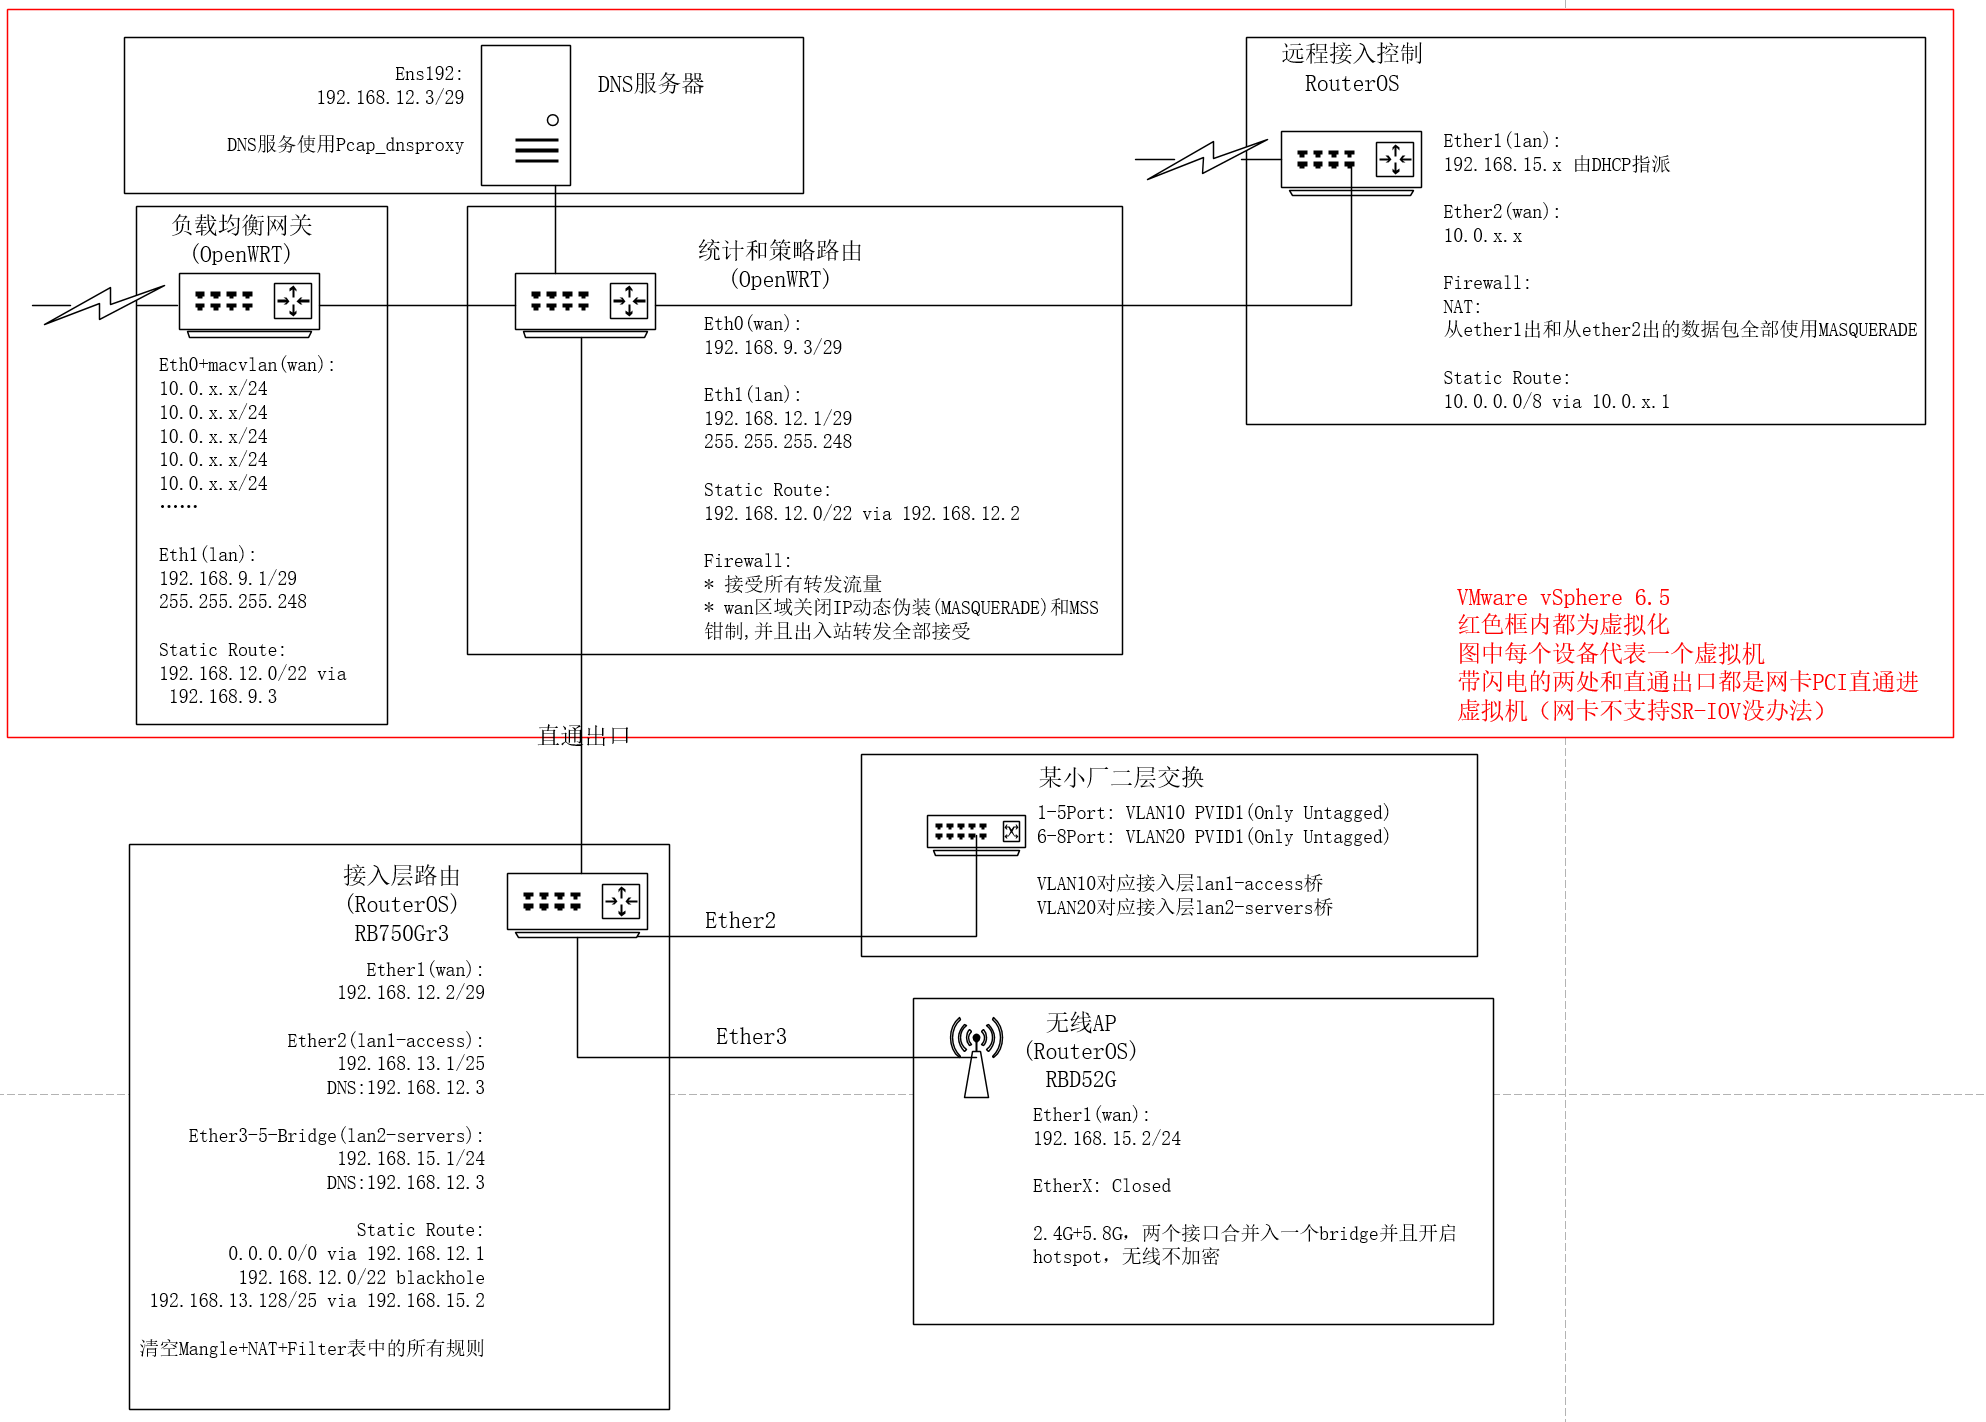 Ens192:
192.168.12.3/29
DNS服务使用Pcap_dnsproxy
DNS服务器
远程接入控制
RouterOS
Ether1(lan):
192.168.15.x 由DHCP指派
Ether2(wan):
10.0.x.x
Firewall:
NAT:
从ether1出和从ether2出的数据包全部使用MASQUERADE
Static Route:
10.0.0.0/8 via 10.0.x.1
负载均衡网关
(OpenWRT)
Eth0+macvlan(wan):
10.0.x.x/24
10.0.x.x/24
10.0.x.x/24
10.0.x.x/24
10.0.x.x/24
……
Eth1(lan):
192.168.9.1/29
255.255.255.248
Static Route:
192.168.12.0/22 via
192.168.9.3
统计和策略路由
(OpenWRT)
Eth0(wan):
192.168.9.3/29
Eth1(lan):
192.168.12.1/29
255.255.255.248
Static Route:
192.168.12.0/22 via 192.168.12.2
Firewall:
* 接受所有转发流量
* wan区域关闭IP动态伪装(MASQUERADE)和MSS
钳制,并且出入站转发全部接受
VMware vSphere 6.5
红色框内都为虚拟化
图中每个设备代表一个虚拟机
带闪电的两处和直通出口都是网卡PCI直通进
虚拟机（网卡不支持SR-IOV没办法）
直通出口
某小厂二层交换
1-5Port: VLAN10 PVID1(Only Untagged)
6-8Port: VLAN20 PVID1(Only Untagged)
VLAN10对应接入层lan1-access桥
VLAN20对应接入层lan2-servers桥
接入层路由
(RouterOS)
RB750Gr3
Ether1(wan):
192.168.12.2/29
Ether2(lan1-access):
192.168.13.1/25
DNS:192.168.12.3
Ether3-5-Bridge(lan2-servers):
192.168.15.1/24
DNS:192.168.12.3
Static Route:
0.0.0.0/0 via 192.168.12.1
192.168.12.0/22 blackhole
192.168.13.128/25 via 192.168.15.2
清空Mangle+NAT+Filter表中的所有规则
Ether2
Ether3
无线AP
(RouterOS)
RBD52G
Ether1(wan):
192.168.15.2/24
EtherX: Closed
2.4G+5.8G，两个接口合并入一个bridge并且开启
hotspot，无线不加密